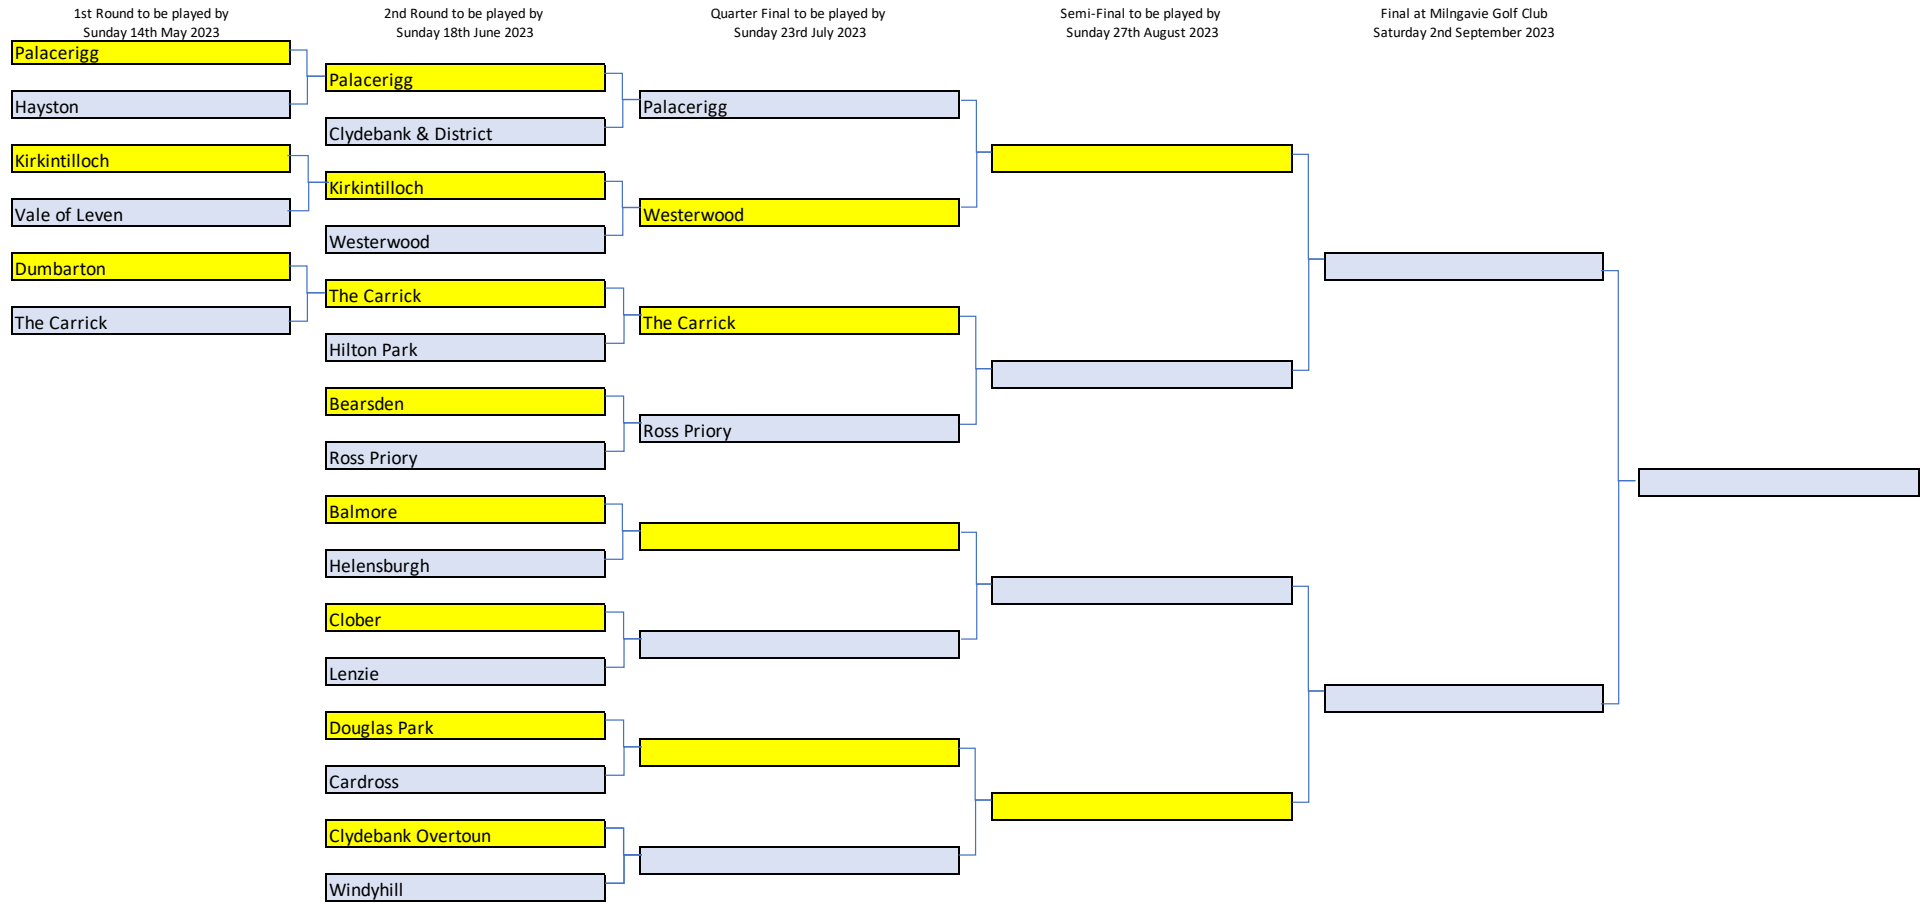 1st Round to be played by
Sunday 14th May 2023
2nd Round to be played by
Sunday 18th June 2023
Quarter Final to be played by
Sunday 23rd July 2023
Semi-Final to be played by
Sunday 27th August 2023
Final at Milngavie Golf Club
Saturday 2nd September 2023
Palacerigg
Hayston
Kirkintilloch
Vale of Leven
Dumbarton
The Carrick
Palacerigg
Clydebank & District
Kirkintilloch
Westerwood
The Carrick
Hilton Park
Bearsden
Ross Priory
Balmore
Helensburgh
Clober
Lenzie
Douglas Park
Cardross
Clydebank Overtoun
Windyhill
Palacerigg
Westerwood
The Carrick
Ross Priory